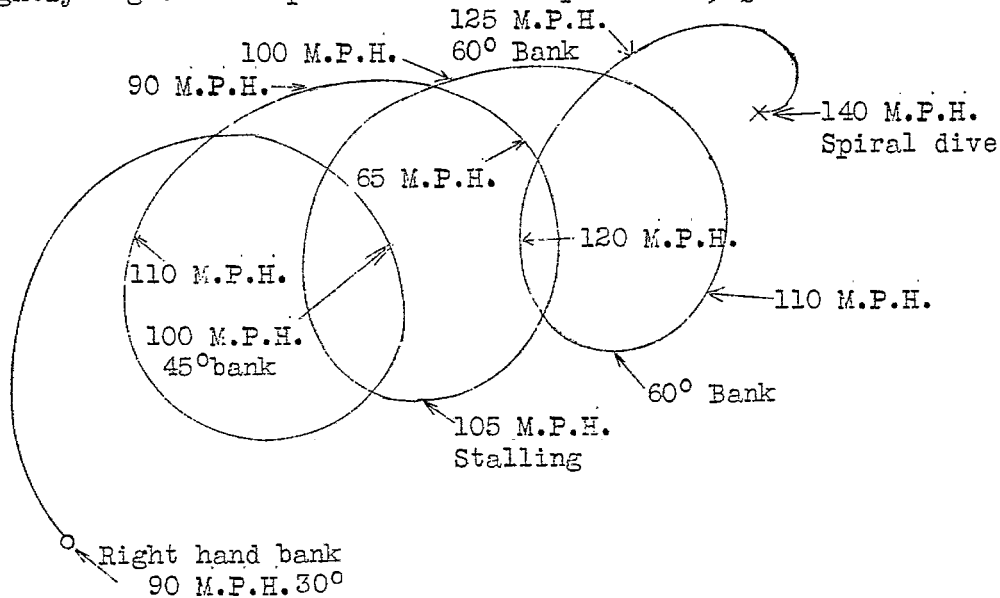 125 M.P.H.
60° Bank
100 M.P.H.
90 M.P.H.
140 M.P.H.
Spiral dive
65 M.P.H.
120 M.P.H.
110 M.P.H.
110 M.P.H.
100 M.P.H.
45°bank
60° Bank
105 M.P.H.
Stalling
Right hand bank
90 M.P.H.30°